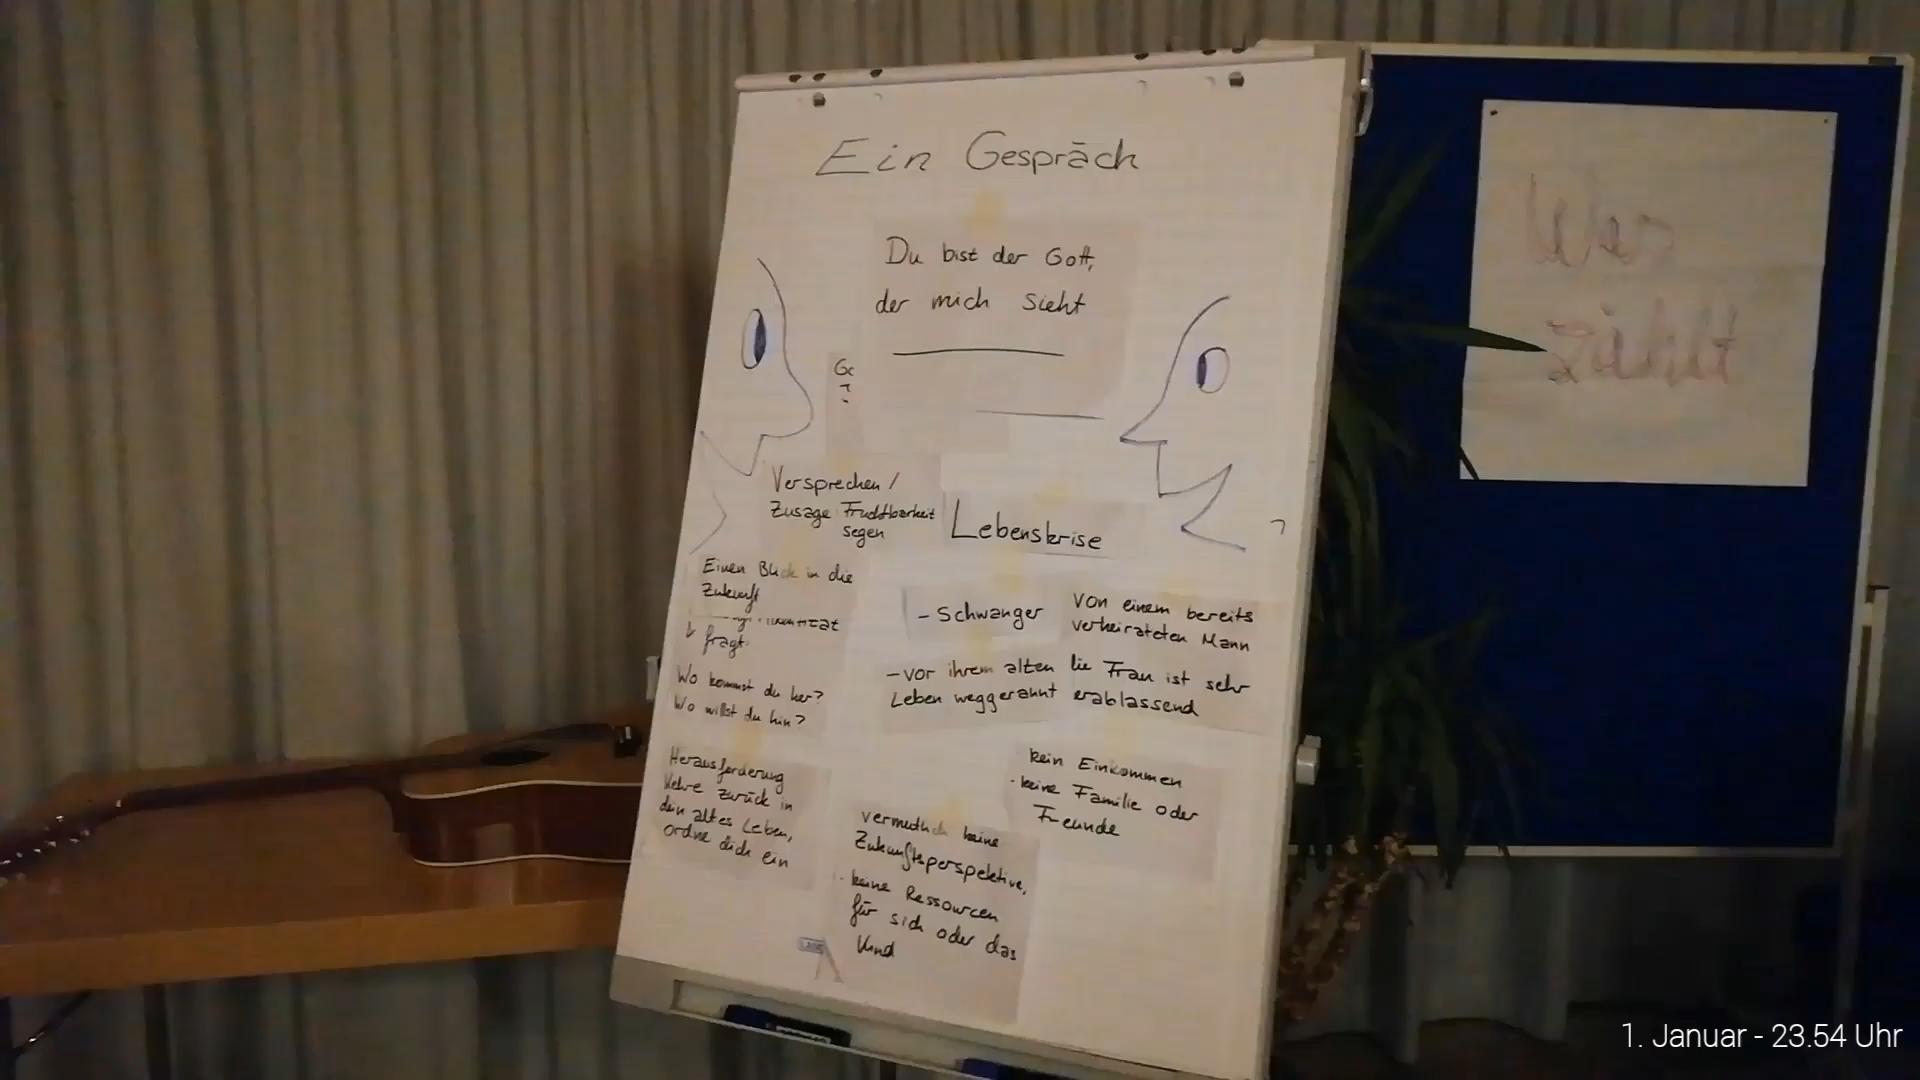 Ein Gespräch
Du bist der Gott,
der mich sieht
Versprechen /
Zusage Fruchtbarkeit
segen
Lebenskrise
Einen Blick in die
Zukunft
fragt
Wo kommst du her?
Wo willst du hin?
Herausforderung
Kehre zurück in
dein altes Leben,
ordne dich ein
- Schwanger
von einem bereits
verheirateten Mann
- vor ihrem alten
Leben weggerannt
die Frau ist sehr
erablassend
kein Einkommen
- keine Familie oder
Freunde
vermutlich keine
Zukunftsperspektive,
- keine Ressourcen
für sich oder das
Kind
Was
zählt
1. Januar - 23.54 Uhr